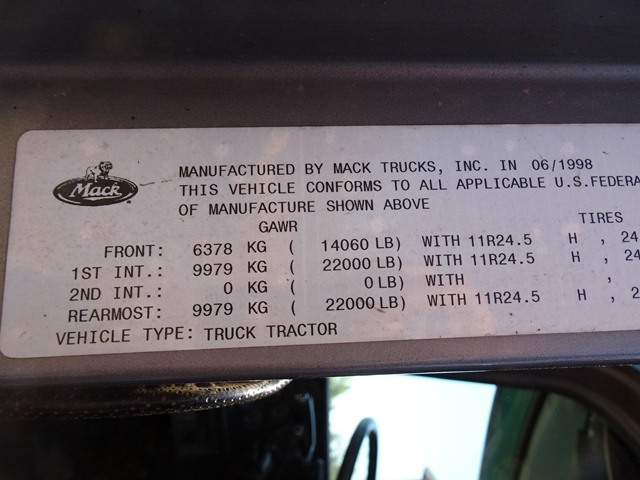 Mack
MANUFACTURED BY MACK TRUCKS, INC. IN 06/1998
THIS VEHICLE CONFORMS TO ALL APPLICABLE U.S.FEDERA
OF MANUFACTURE SHOWN ABOVE
GAWR TIRES
FRONT: 6378 KG ( 14060 LB) WITH 11R24.5 H , 24
1ST INT.: 9979 KG ( 22000 LB) WITH 11R24.5 H , 24
2ND INT.: 0 KG ( 0 LB) WITH ,
REARMOST: 9979 KG ( 22000 LB) WITH 11R24.5 H , 2
VEHICLE TYPE: TRUCK TRACTOR